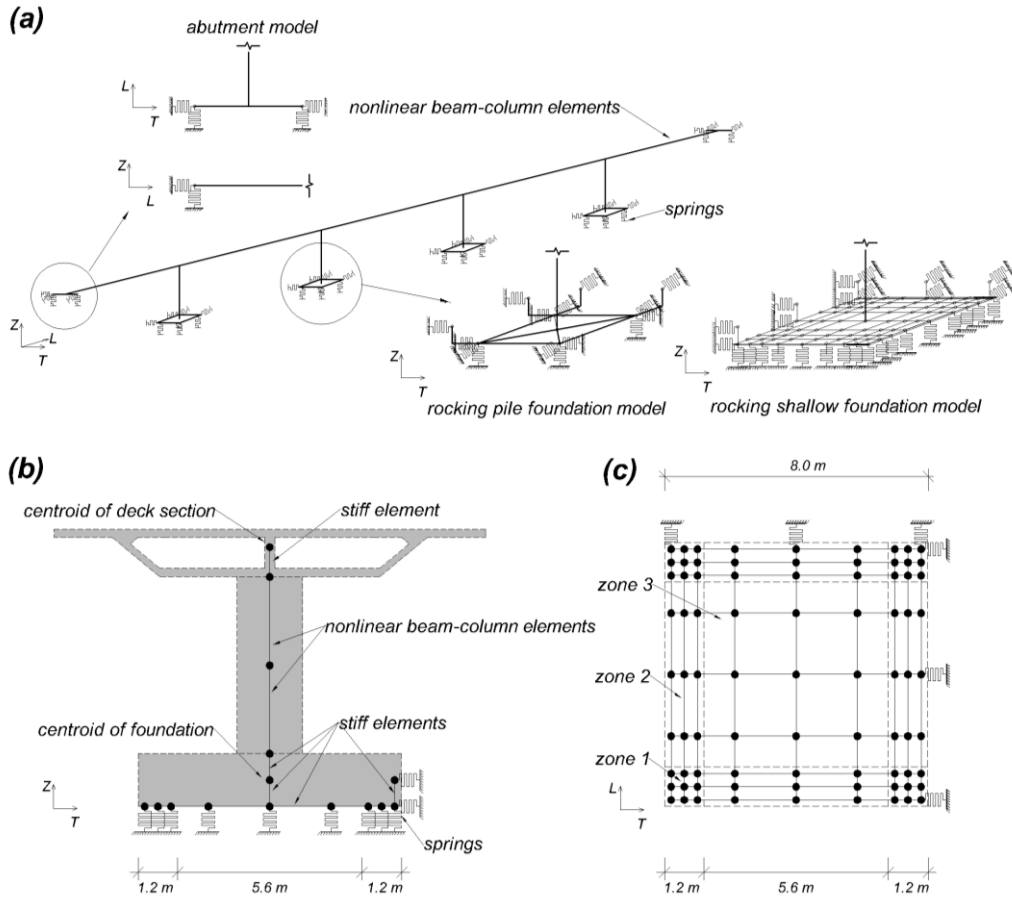 (a)
abutment model
L
T
nonlinear beam-column elements
Z
L
springs
Z
L
T
Z
T
Z
T
rocking pile foundation model
rocking shallow foundation model
(b)
centroid of deck section
stiff element
nonlinear beam-column elements
centroid of foundation
stiff elements
Z
T
springs
1.2 m
5.6 m
1.2 m
(c)
8.0 m
zone 3
zone 2
zone 1
L
T
1.2 m
5.6 m
1.2 m